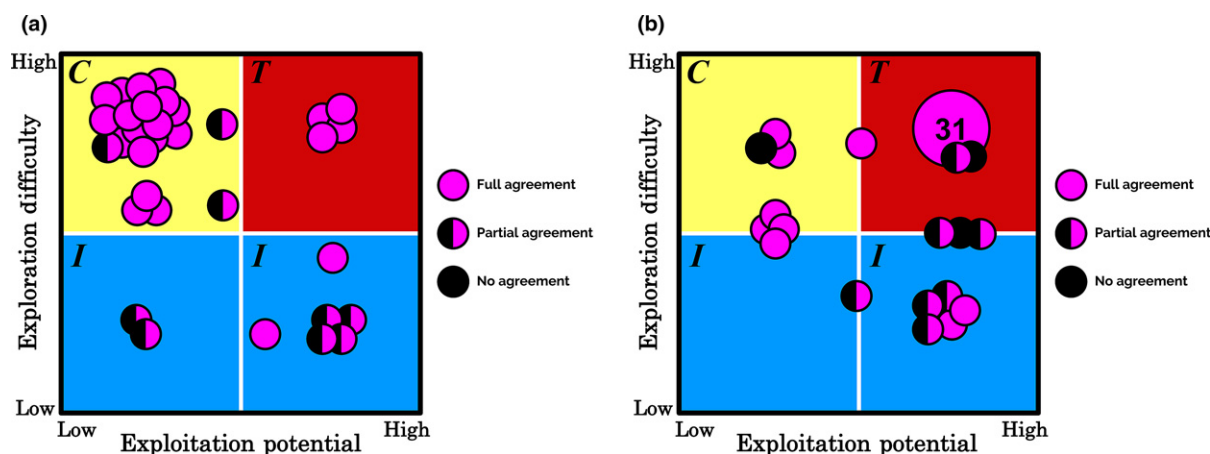 (a)
High
C
T
I
I
Exploration difficulty
Low
Low
High
Exploitation potential
Full agreement
Partial agreement
No agreement
(b)
High
C
T
31
I
I
Exploration difficulty
Low
Low
High
Exploitation potential
Full agreement
Partial agreement
No agreement